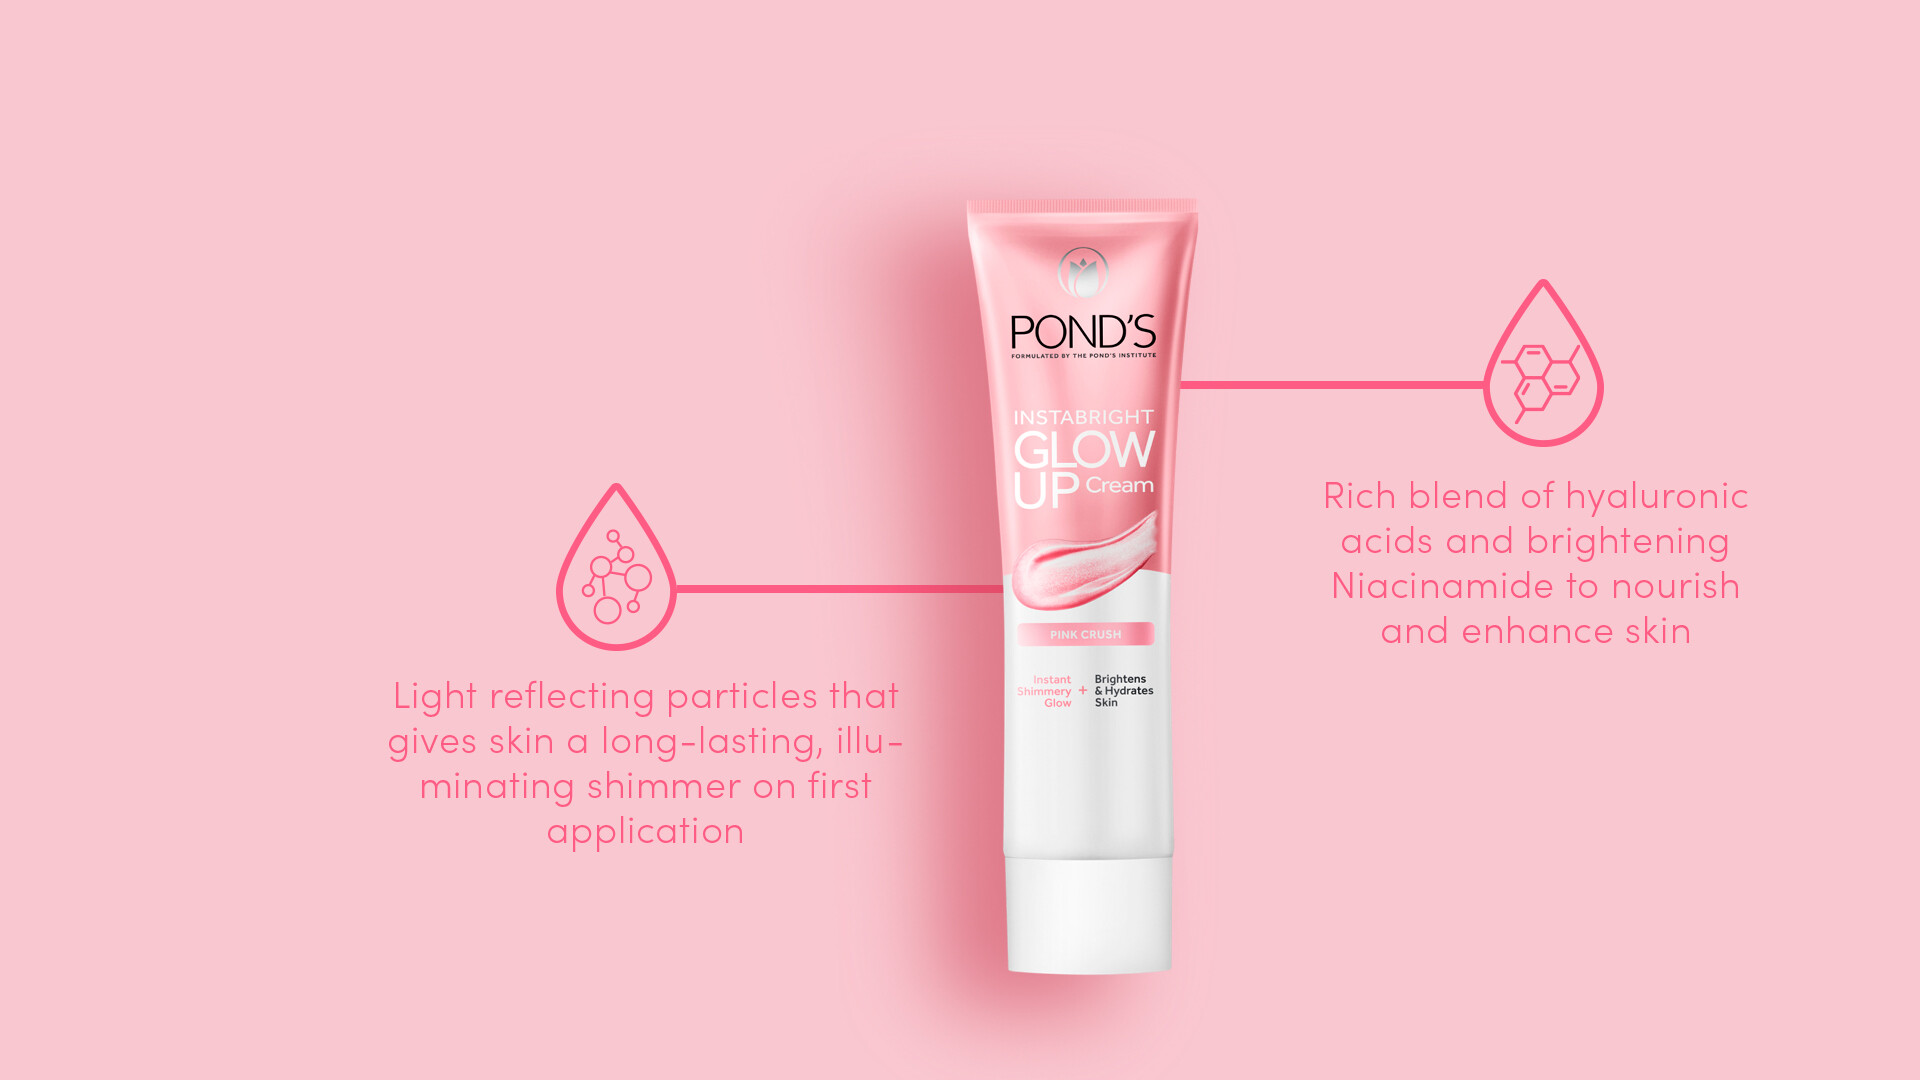 POND'S
FORMULATED BY THE POND'S INSTITUTE
INSTABRIGHT
GLOW
UP Cream
PINK CRUSH
Instant
Shimmery
Glow
+
Brightens
& Hydrates
Skin
Light reflecting particles that
gives skin a long-lasting, illu-
minating shimmer on first
application
Rich blend of hyaluronic
acids and brightening
Niacinamide to nourish
and enhance skin